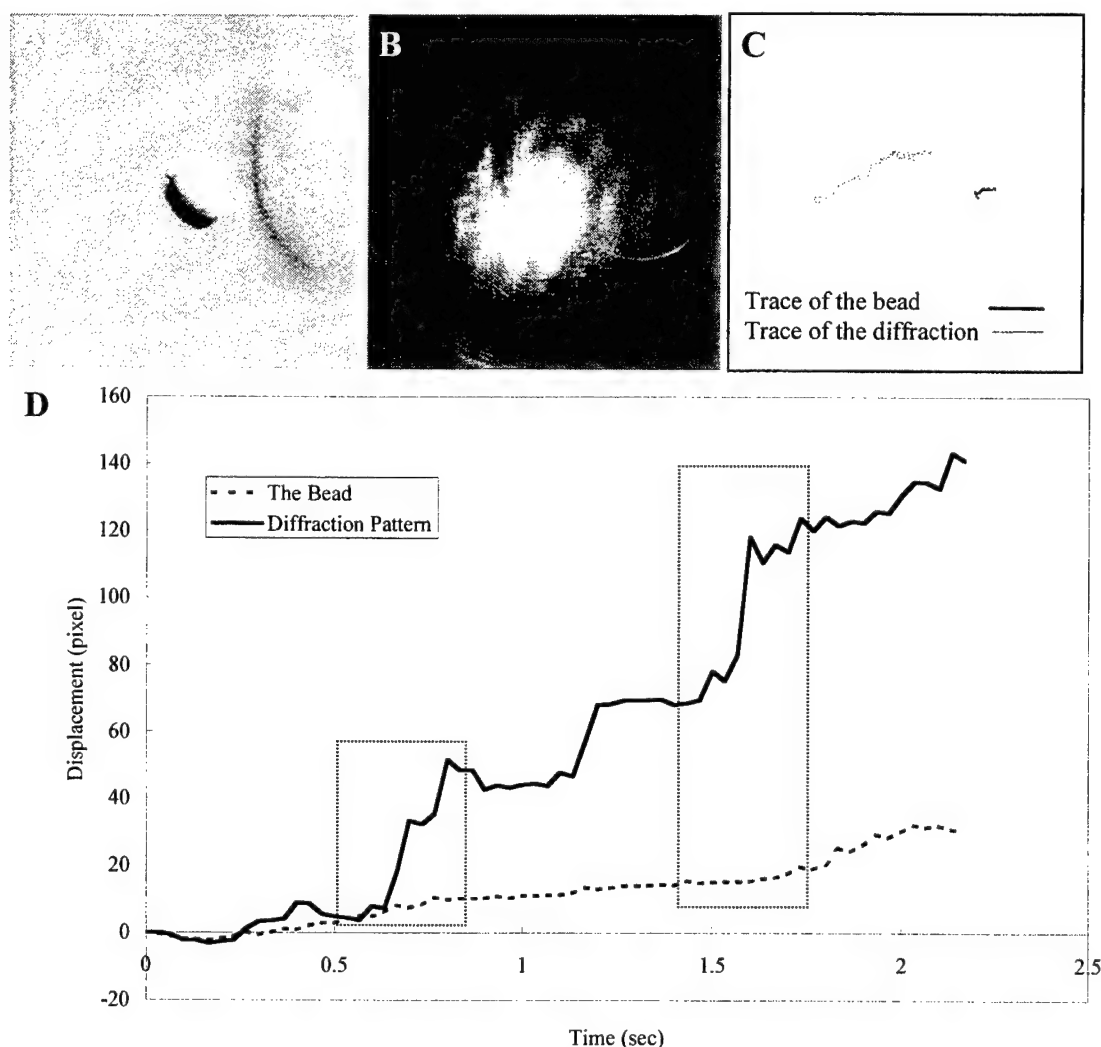 B
C
Trace of the bead
Trace of the diffraction
D
160
140
120
100
80
60
40
20
0
-20
The Bead
Diffraction Pattern
Displacement (pixel)
0
0.5
1
1.5
2
2.5
Time (sec)